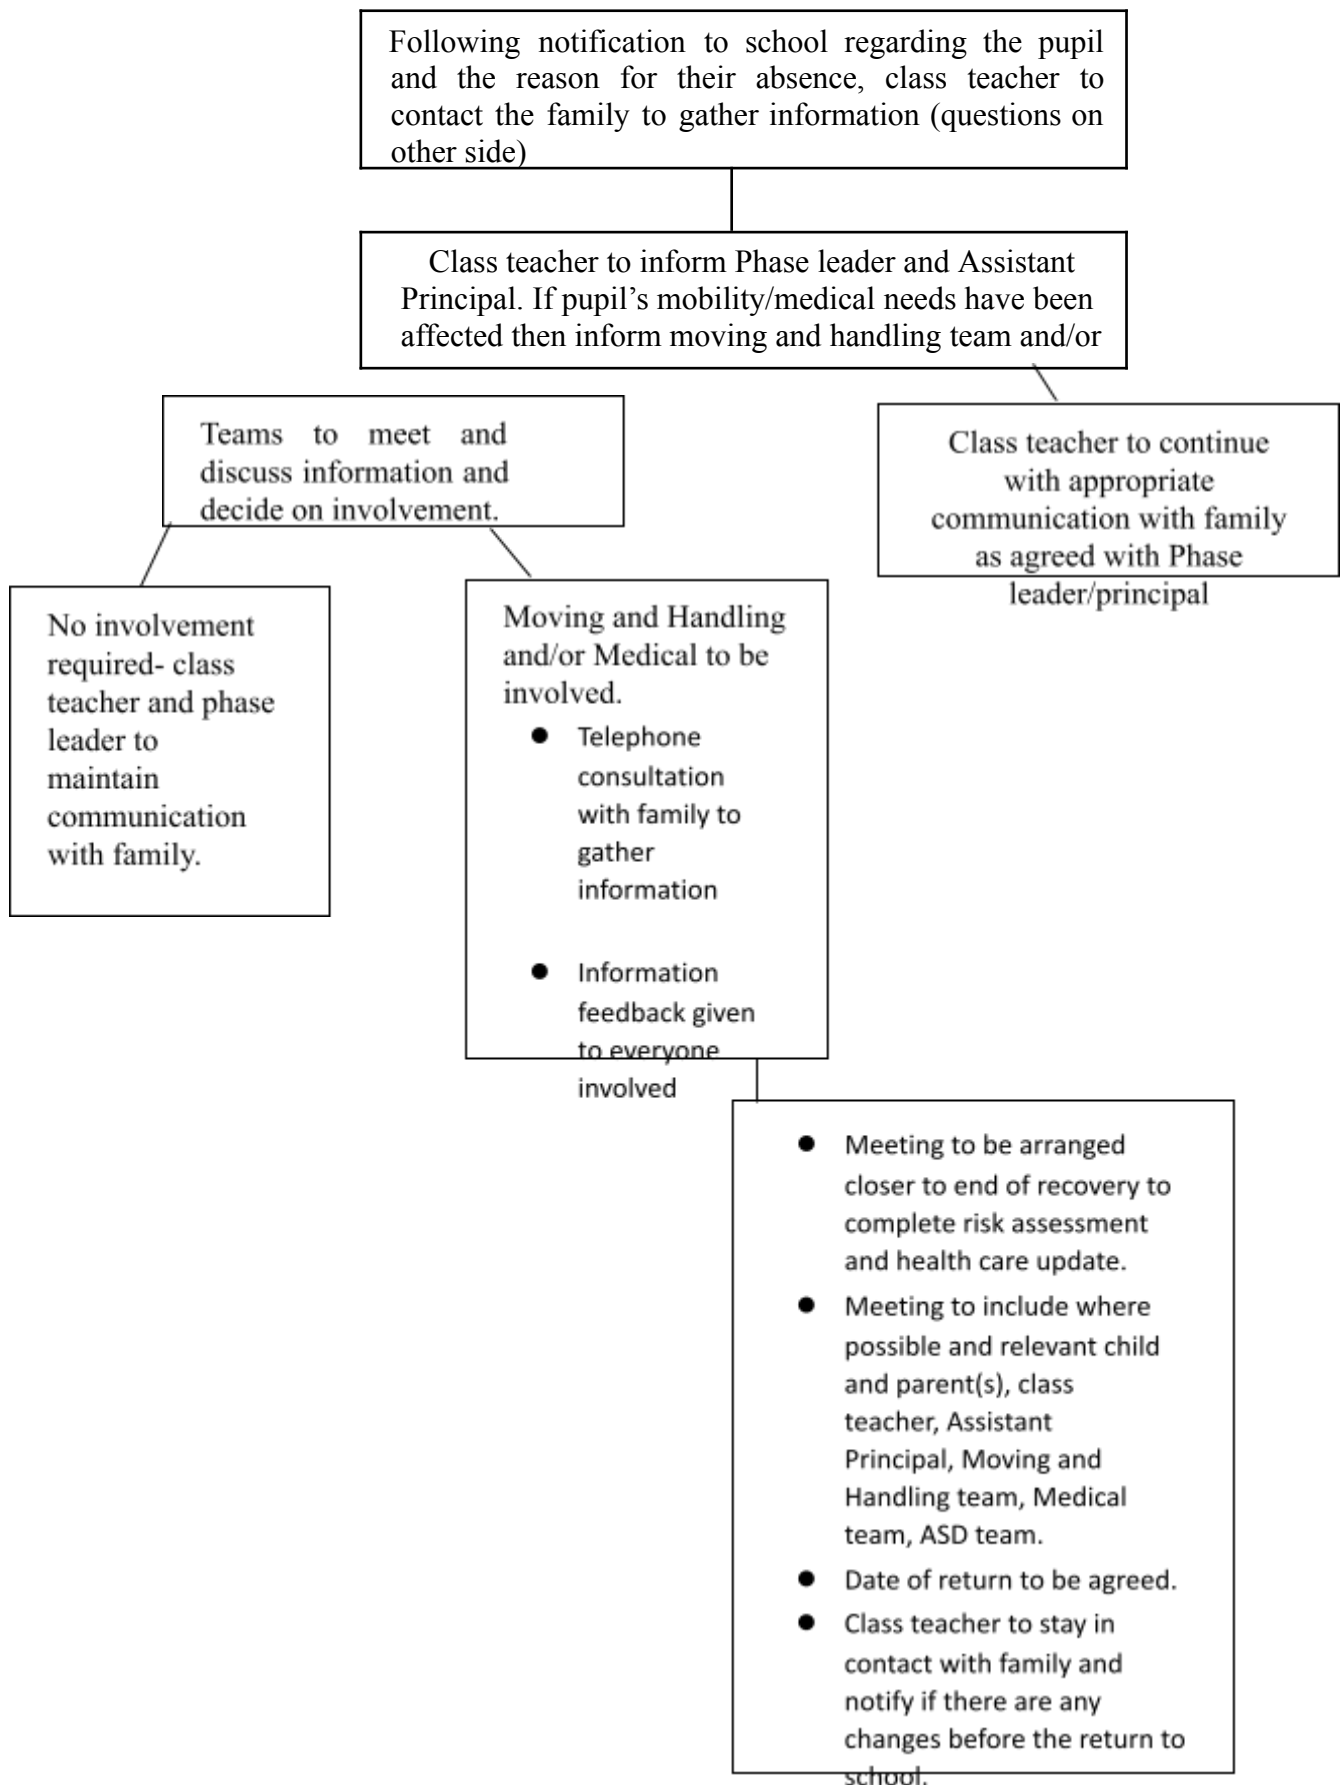 Following notification to school regarding the pupil
and the reason for their absence, class teacher to
contact the family to gather information (questions on
other side)
Class teacher to inform Phase leader and Assistant
Principal. If pupil’s mobility/medical needs have been
affected then inform moving and handling team and/or
Teams to meet and
discuss information and
decide on involvement.
Class teacher to continue
with appropriate
communication with family
as agreed with Phase
leader/principal
No involvement
required- class
teacher and phase
leader to
maintain
communication
with family.
Moving and Handling
and/or Medical to be
involved.
● Telephone
consultation
with family to
gather
information
● Information
feedback given
to everyone
involved
● Meeting to be arranged
closer to end of recovery to
complete risk assessment
and health care update.
● Meeting to include where
possible and relevant child
and parent(s), class
teacher, Assistant
Principal, Moving and
Handling team, Medical
team, ASD team.
● Date of return to be agreed.
● Class teacher to stay in
contact with family and
notify if there are any
changes before the return to
school.